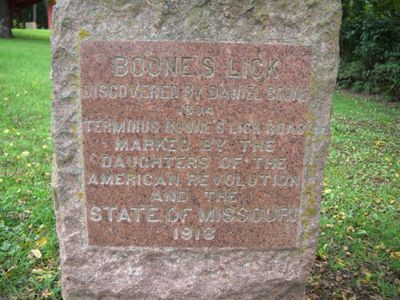 BOONE'S LICK
DISCOVERED BY DANIEL BOONE
1804
TERMINUS BOONE'S LICK ROAD
MARKED BY THE
DAUGHTERS OF THE
AMERICAN REVOLUTION
AND THE
STATE OF MISSOURI
1913